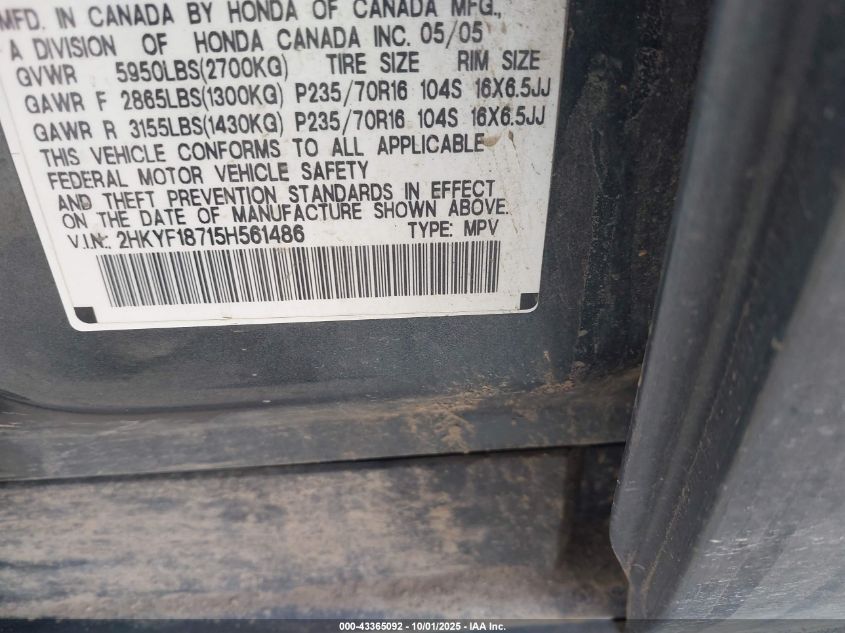 MFD. IN CANADA BY HONDA OF CANADA MFG.,
A DIVISION OF HONDA CANADA INC. 05/05
GVWR 5950LBS(2700KG) TIRE SIZE RIM SIZE
GAWR F 2865LBS(1300KG) P235/70R16 104S 16X6.5JJ
GAWR R 3155LBS(1430KG) P235/70R16 104S 16X6.5JJ
THIS VEHICLE CONFORMS TO ALL APPLICABLE
FEDERAL MOTOR VEHICLE SAFETY
AND THEFT PREVENTION STANDARDS IN EFFECT
ON THE DATE OF MANUFACTURE SHOWN ABOVE.
V.I.N.: 2HKYF18715H561486 TYPE: MPV
000-43365092 - 10/01/2025 - IAA Inc.